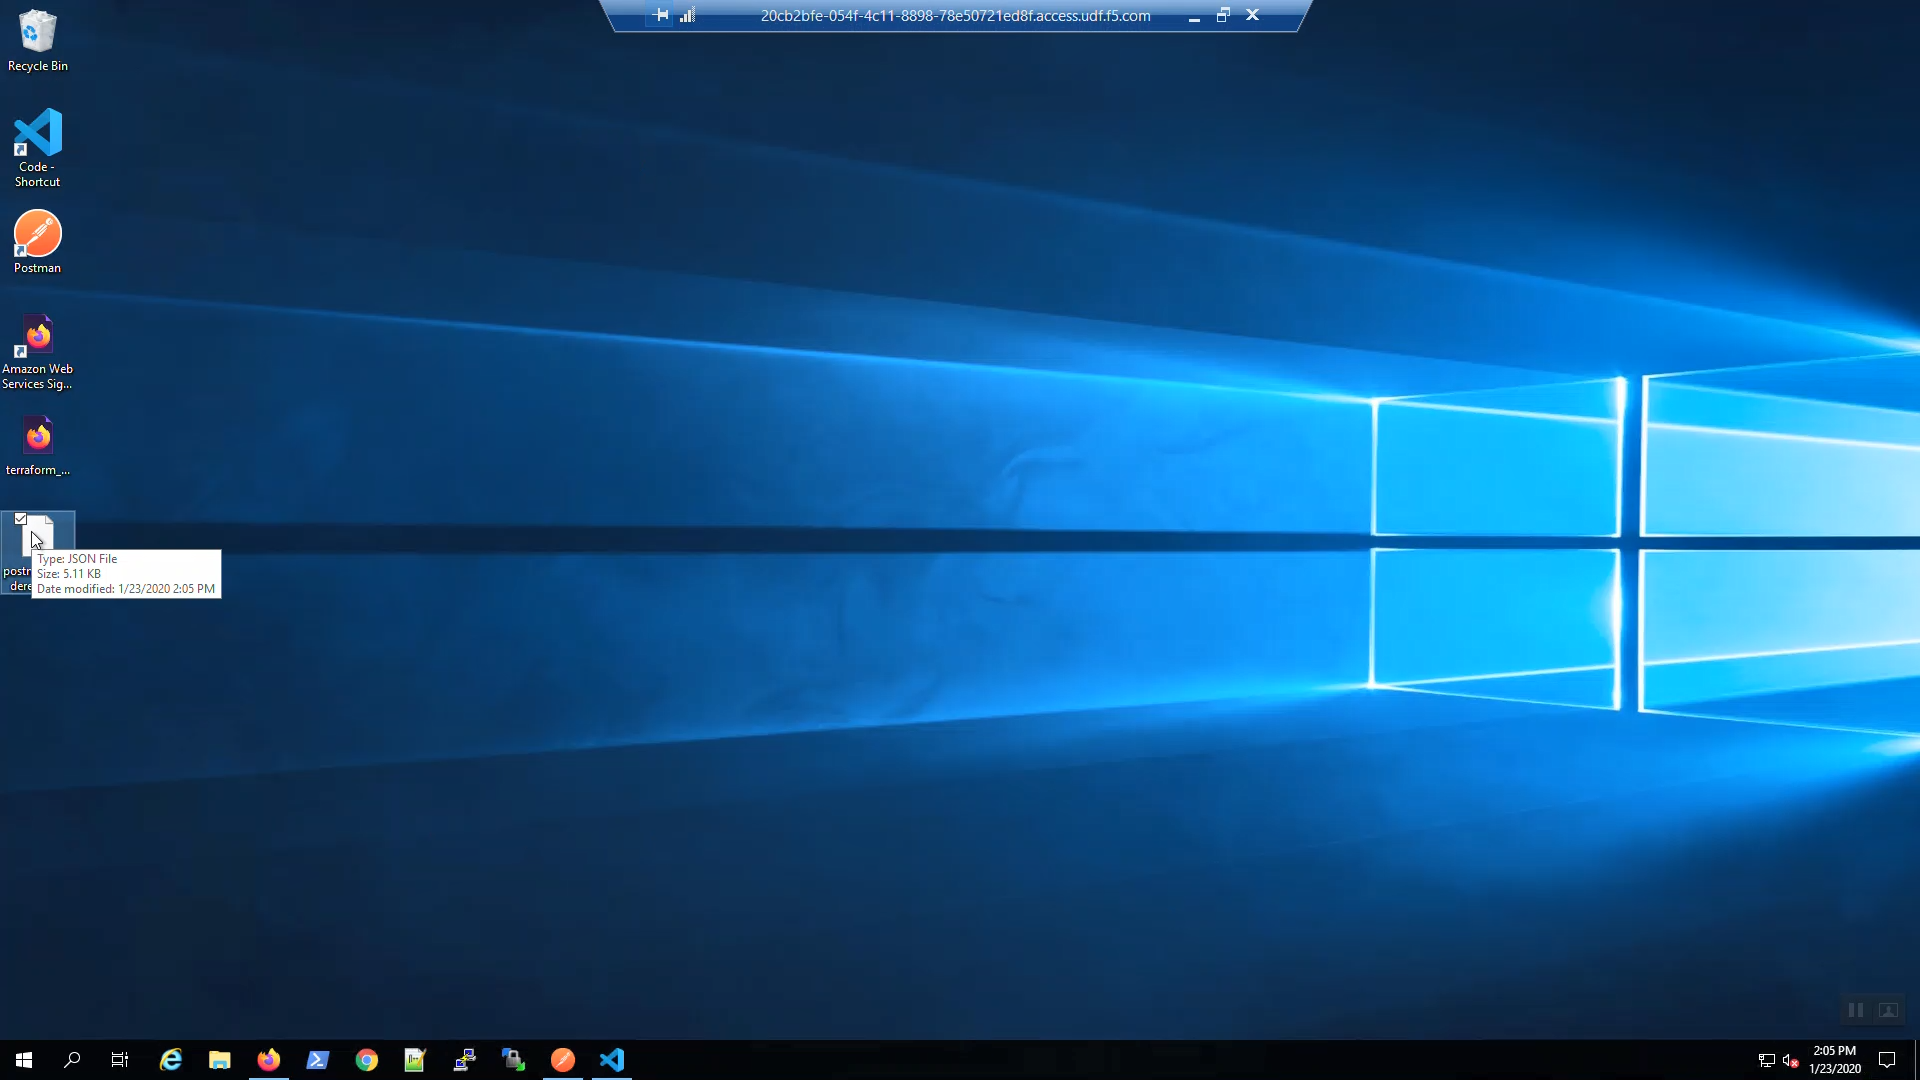 20cb2bfe-054f-4c11-8898-78e50721ed8f.access.udf.f5.com
Recycle Bin
Code -
Shortcut
Postman
Amazon Web
Services Sig...
terraform_...
Type: JSON File
Size: 5.11 KB
Date modified: 1/23/2020 2:05 PM
2:05 PM
1/23/2020